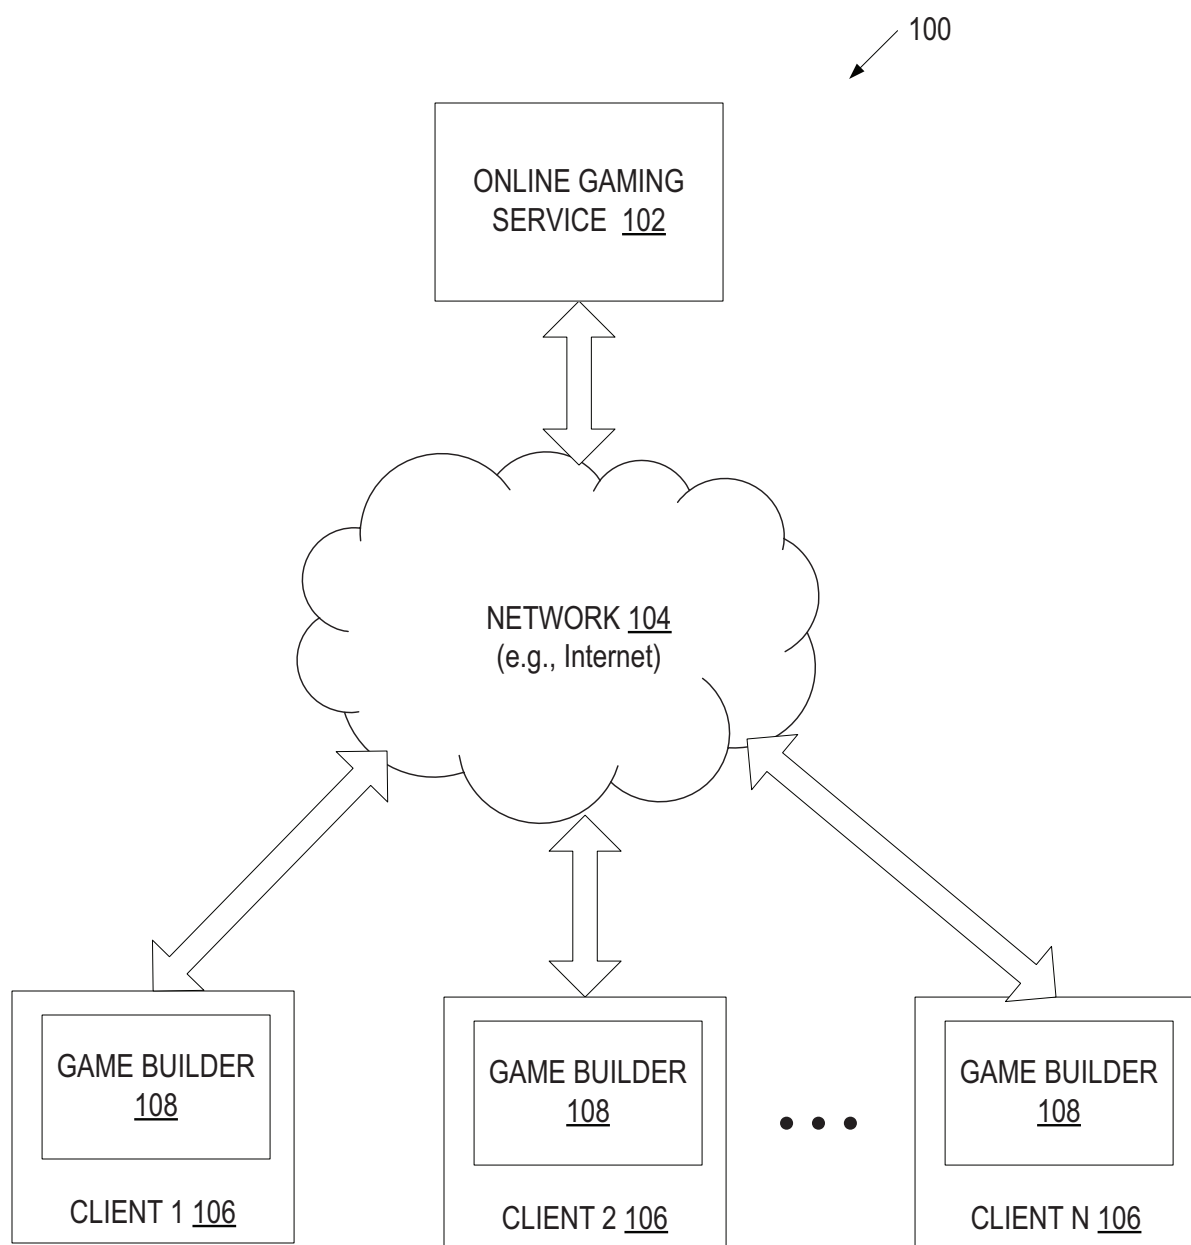 100
ONLINE GAMING
SERVICE 102
NETWORK 104
(e.g., Internet)
GAME BUILDER
108
CLIENT 1 106
GAME BUILDER
108
CLIENT 2 106
GAME BUILDER
108
CLIENT N 106